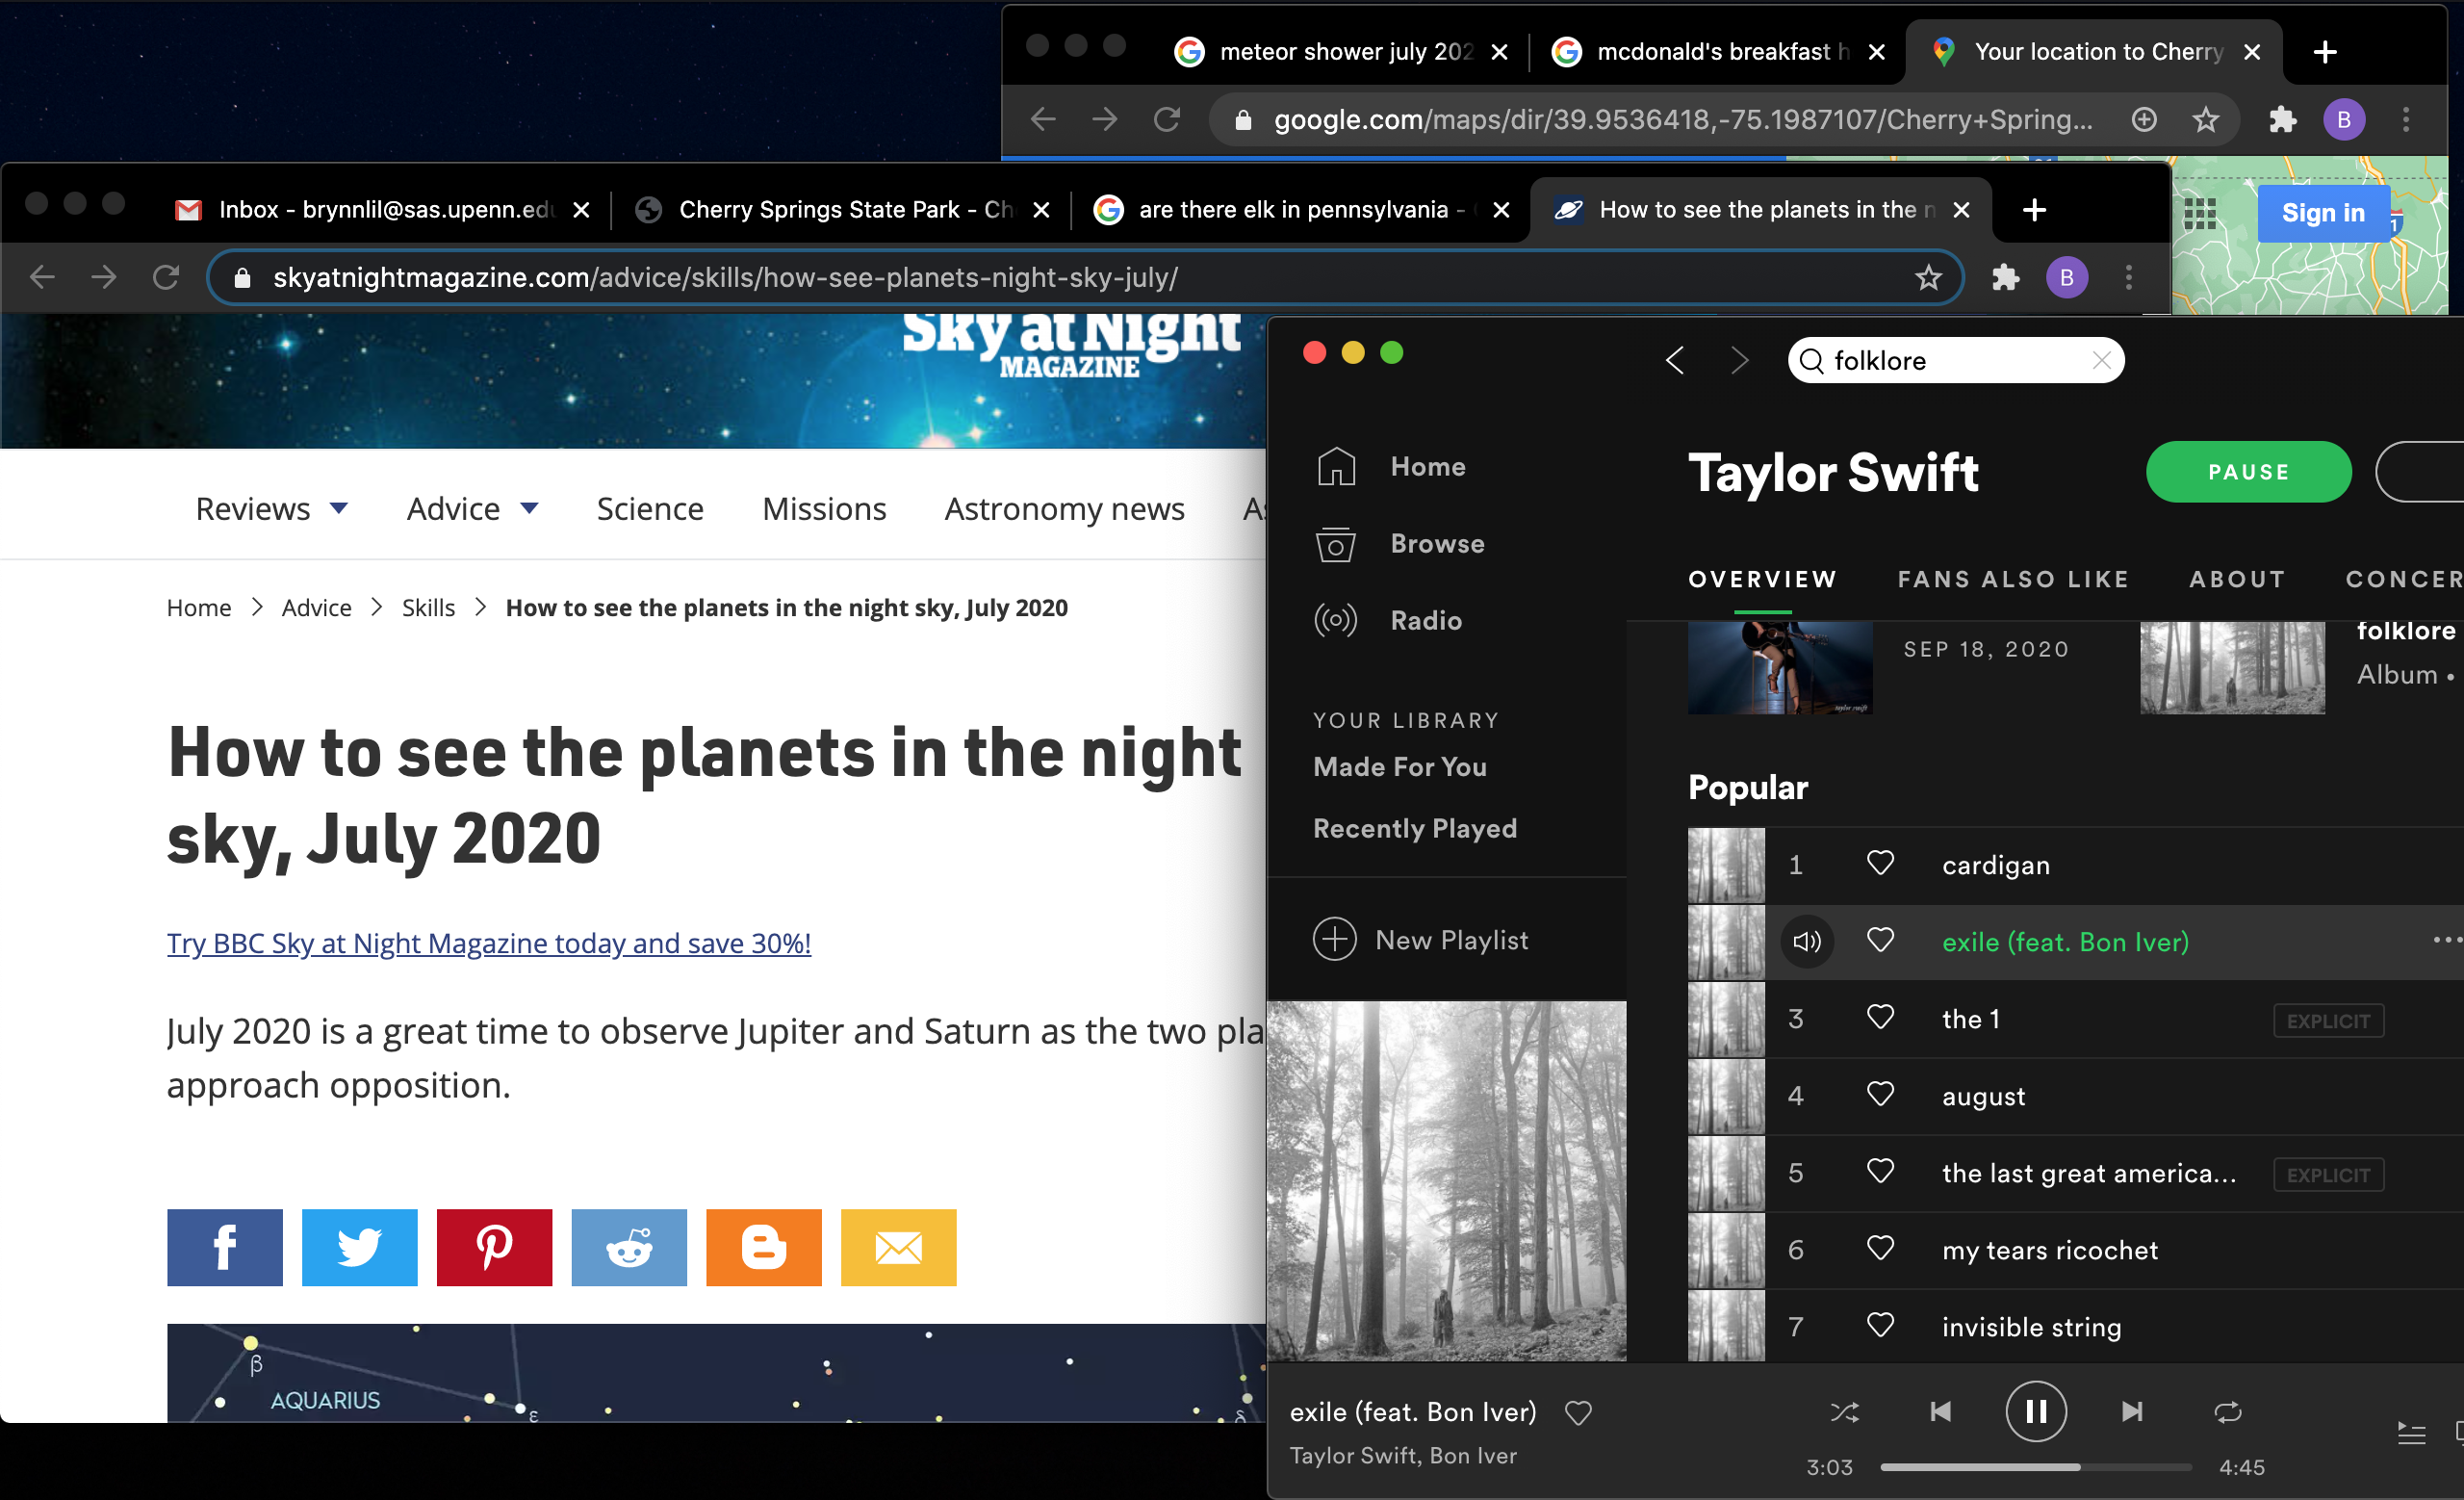 meteor shower july 202
mcdonald's breakfast h
Your location to Cherry
google.com/maps/dir/39.9536418,-75.1987107/Cherry+Spring...
B
Inbox - brynnlil@sas.upenn.edu
Cherry Springs State Park - Ch
are there elk in pennsylvania -
How to see the planets in the n
Sign in
skyatnightmagazine.com/advice/skills/how-see-planets-night-sky-july/
B
Sky at Night
MAGAZINE
Reviews
Advice
Science
Missions
Astronomy news
As
Home > Advice > Skills > How to see the planets in the night sky, July 2020
How to see the planets in the night
sky, July 2020
Try BBC Sky at Night Magazine today and save 30%!
July 2020 is a great time to observe Jupiter and Saturn as the two pla
approach opposition.
β
AQUARIUS
ε
δ
folklore
Home
Browse
Radio
YOUR LIBRARY
Made For You
Recently Played
New Playlist
Taylor Swift
PAUSE
OVERVIEW
FANS ALSO LIKE
ABOUT
CONCER
SEP 18, 2020
folklore
Album •
Popular
1 cardigan
exile (feat. Bon Iver)
3 the 1 EXPLICIT
4 august
5 the last great america... EXPLICIT
6 my tears ricochet
7 invisible string
exile (feat. Bon Iver)
Taylor Swift, Bon Iver
3:03
4:45